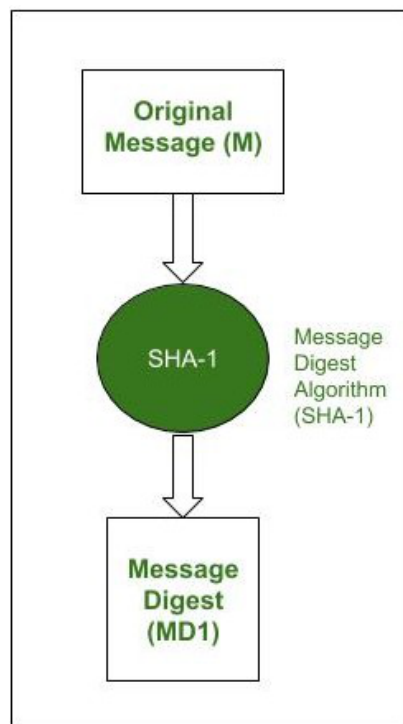 Original
Message (M)
SHA-1
Message
Digest
Algorithm
(SHA-1)
Message
Digest
(MD1)